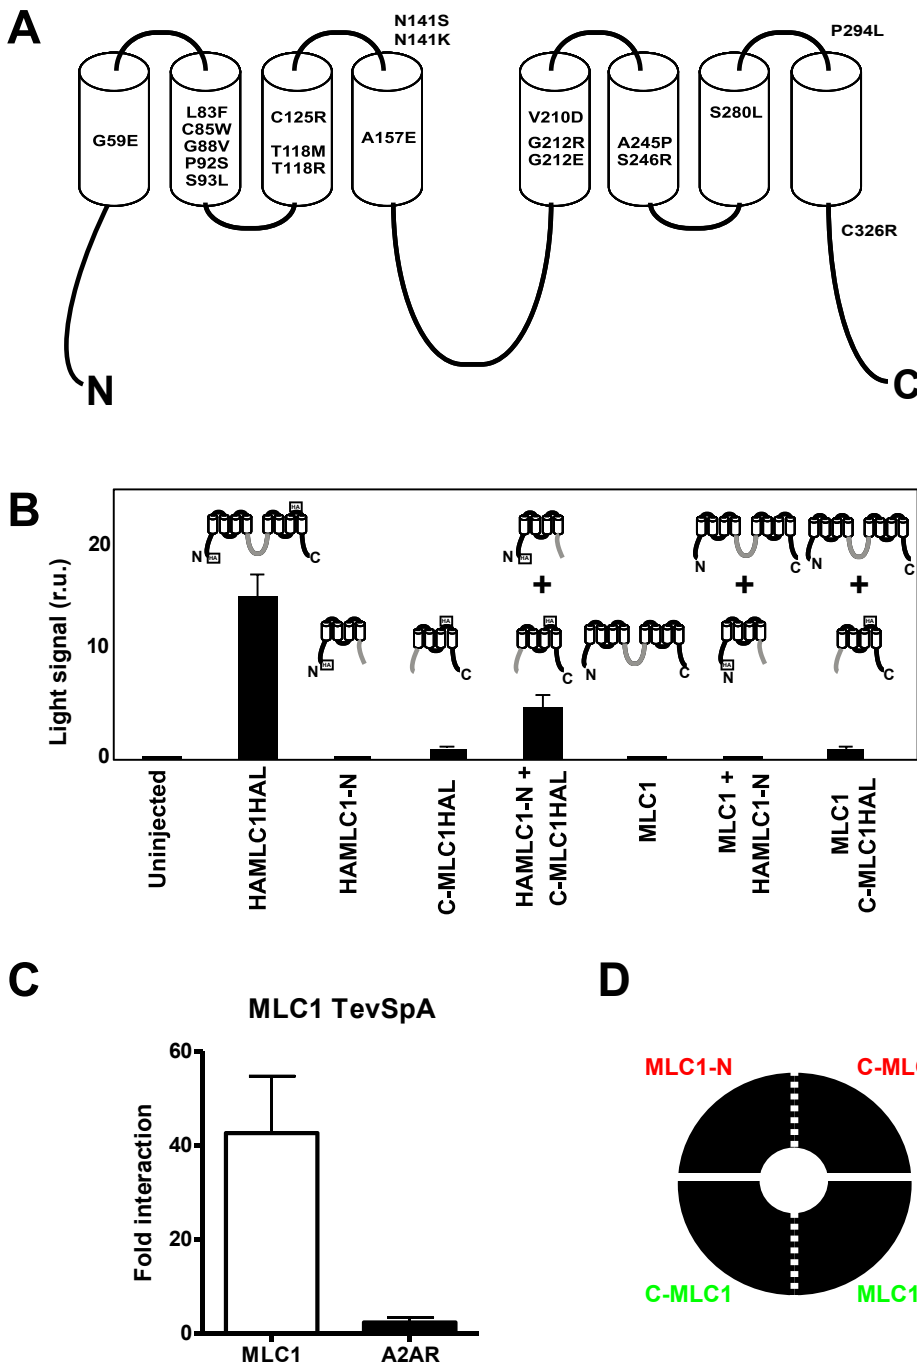 A
N141S
N141K
P294L
G59E
L83F
C85W
G88V
P92S
S93L
C125R
T118M
T118R
A157E
V210D
G212R
G212E
A245P
S246R
S280L
C326R
N
C
B
Light signal (r.u.)
20
10
0
HA
N
HA
C
N
HA
HA
C
N
HA
HA
C
N
C
N
C
HA
N
N
C
HA
C
Uninjected
HAMLC1HAL
HAMLC1-N
C-MLC1HAL
HAMLC1-N +
C-MLC1HAL
MLC1
MLC1 +
HAMLC1-N
MLC1
C-MLC1HAL
C
MLC1 TevSpA
Fold interaction
60
40
20
0
MLC1
A2AR
D
MLC1-N
C-MLC
C-MLC1
MLC1